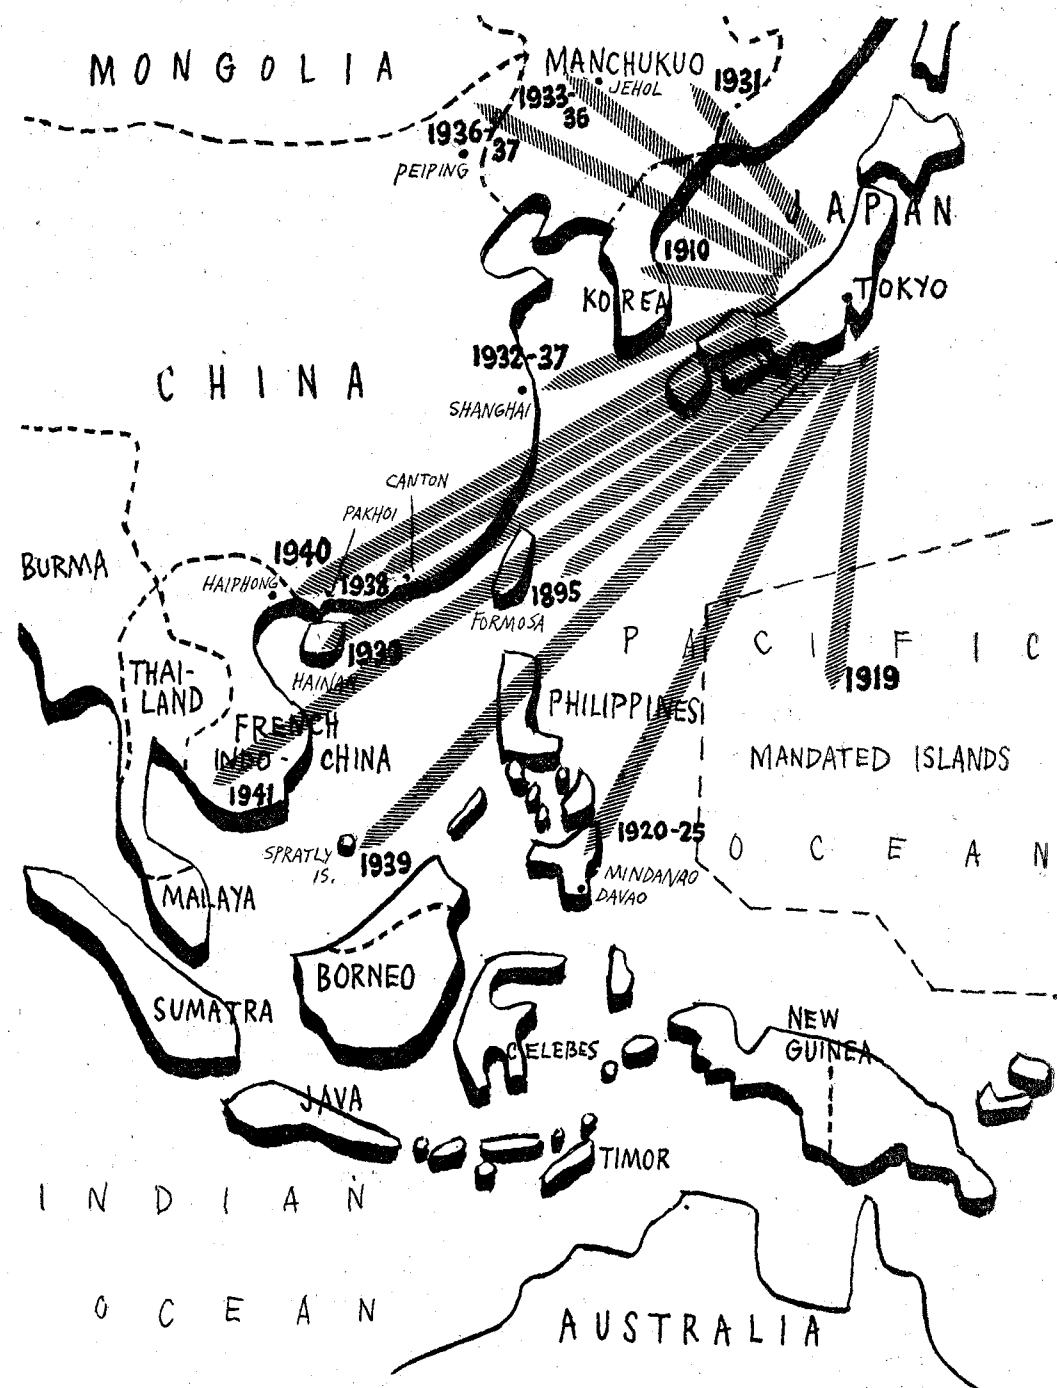 MONGOLIA
MANCHUKUO
JEHOL
1931
1933-
36
1936-
37
PEIPING
JAPAN
1910
KOREA
TOKYO
1932-37
CHINA
SHANGHAI
CANTON
PAKHOI
1940
BURMA
HAIPHONG
1938
1895
FORMOSA
PACIFIC
1939
HAINAN
1919
THAI-
LAND
PHILIPPINES
FRENCH
INDO-CHINA
MANDATED ISLANDS
1941
1920-25
OCEAN
SPRATLY
IS.
1939
MINDANAO
DAVAO
MALAYA
BORNEO
SUMATRA
NEW
GUINEA
CELEBES
JAVA
TIMOR
INDIAN
OCEAN
AUSTRALIA